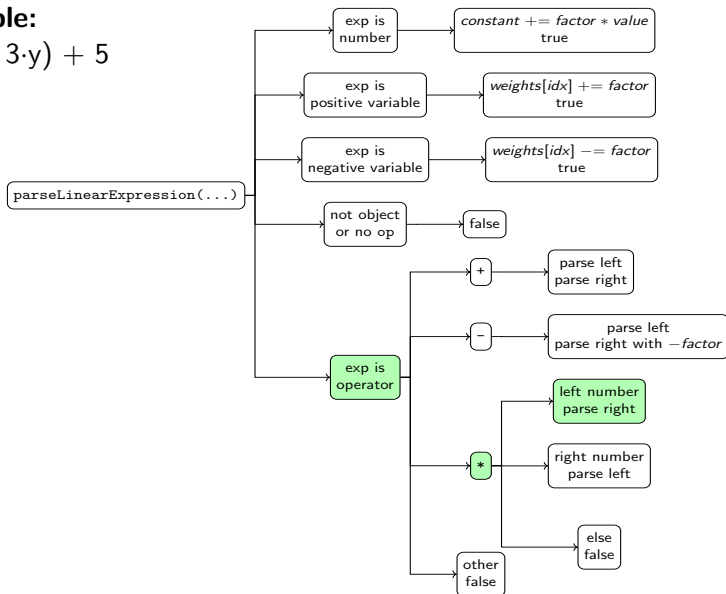 ple:
3·y) + 5
exp is
number
constant += factor * value
true
exp is
positive variable
weights[idx] += factor
true
exp is
negative variable
weights[idx] −= factor
true
parseLinearExpression(...)
not object
or no op
false
+
parse left
parse right
−
parse left
parse right with −factor
exp is
operator
left number
parse right
*
right number
parse left
else
false
other
false